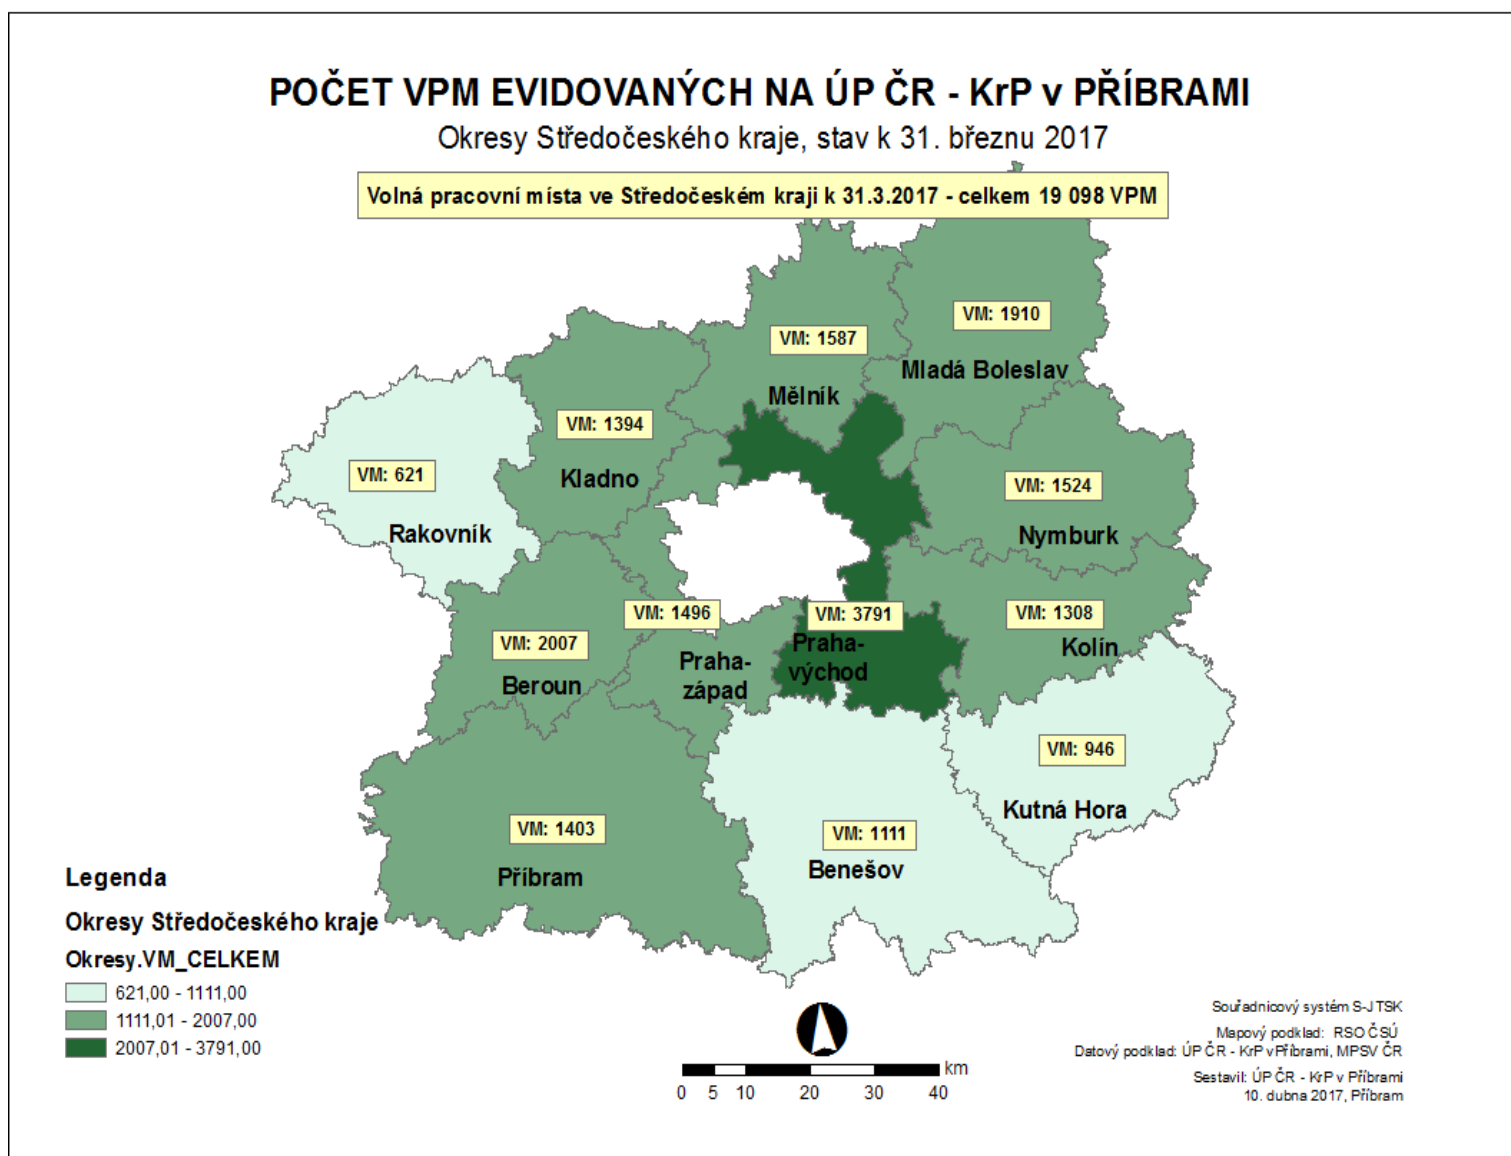 POČET VPM EVIDOVANÝCH NA ÚP ČR - KrP v PŘÍBRAMI
Okresy Středočeského kraje, stav k 31. březnu 2017
Volná pracovní místa ve Středočeském kraji k 31.3.2017 - celkem 19 098 VPM
VM: 1910
Mladá Boleslav
VM: 1587
Mělník
VM: 1394
Kladno
VM: 621
Rakovník
VM: 1524
Nymburk
VM: 1496
Praha-
západ
VM: 3791
Praha-
východ
VM: 1308
Kolín
VM: 2007
Beroun
VM: 946
Kutná Hora
VM: 1403
Příbram
VM: 1111
Benešov
Legenda
Okresy Středočeského kraje
Okresy.VM_CELKEM
621,00 - 1111,00
1111,01 - 2007,00
2007,01 - 3791,00
km
0 5 10 20 30 40
Souřadnicový systém S-JTSK
Mapový podklad: RSO ČSÚ
Datový podklad: ÚP ČR - KrP v Příbrami, MPSV ČR
Sestavil: ÚP ČR - KrP v Příbrami
10. dubna 2017, Příbram